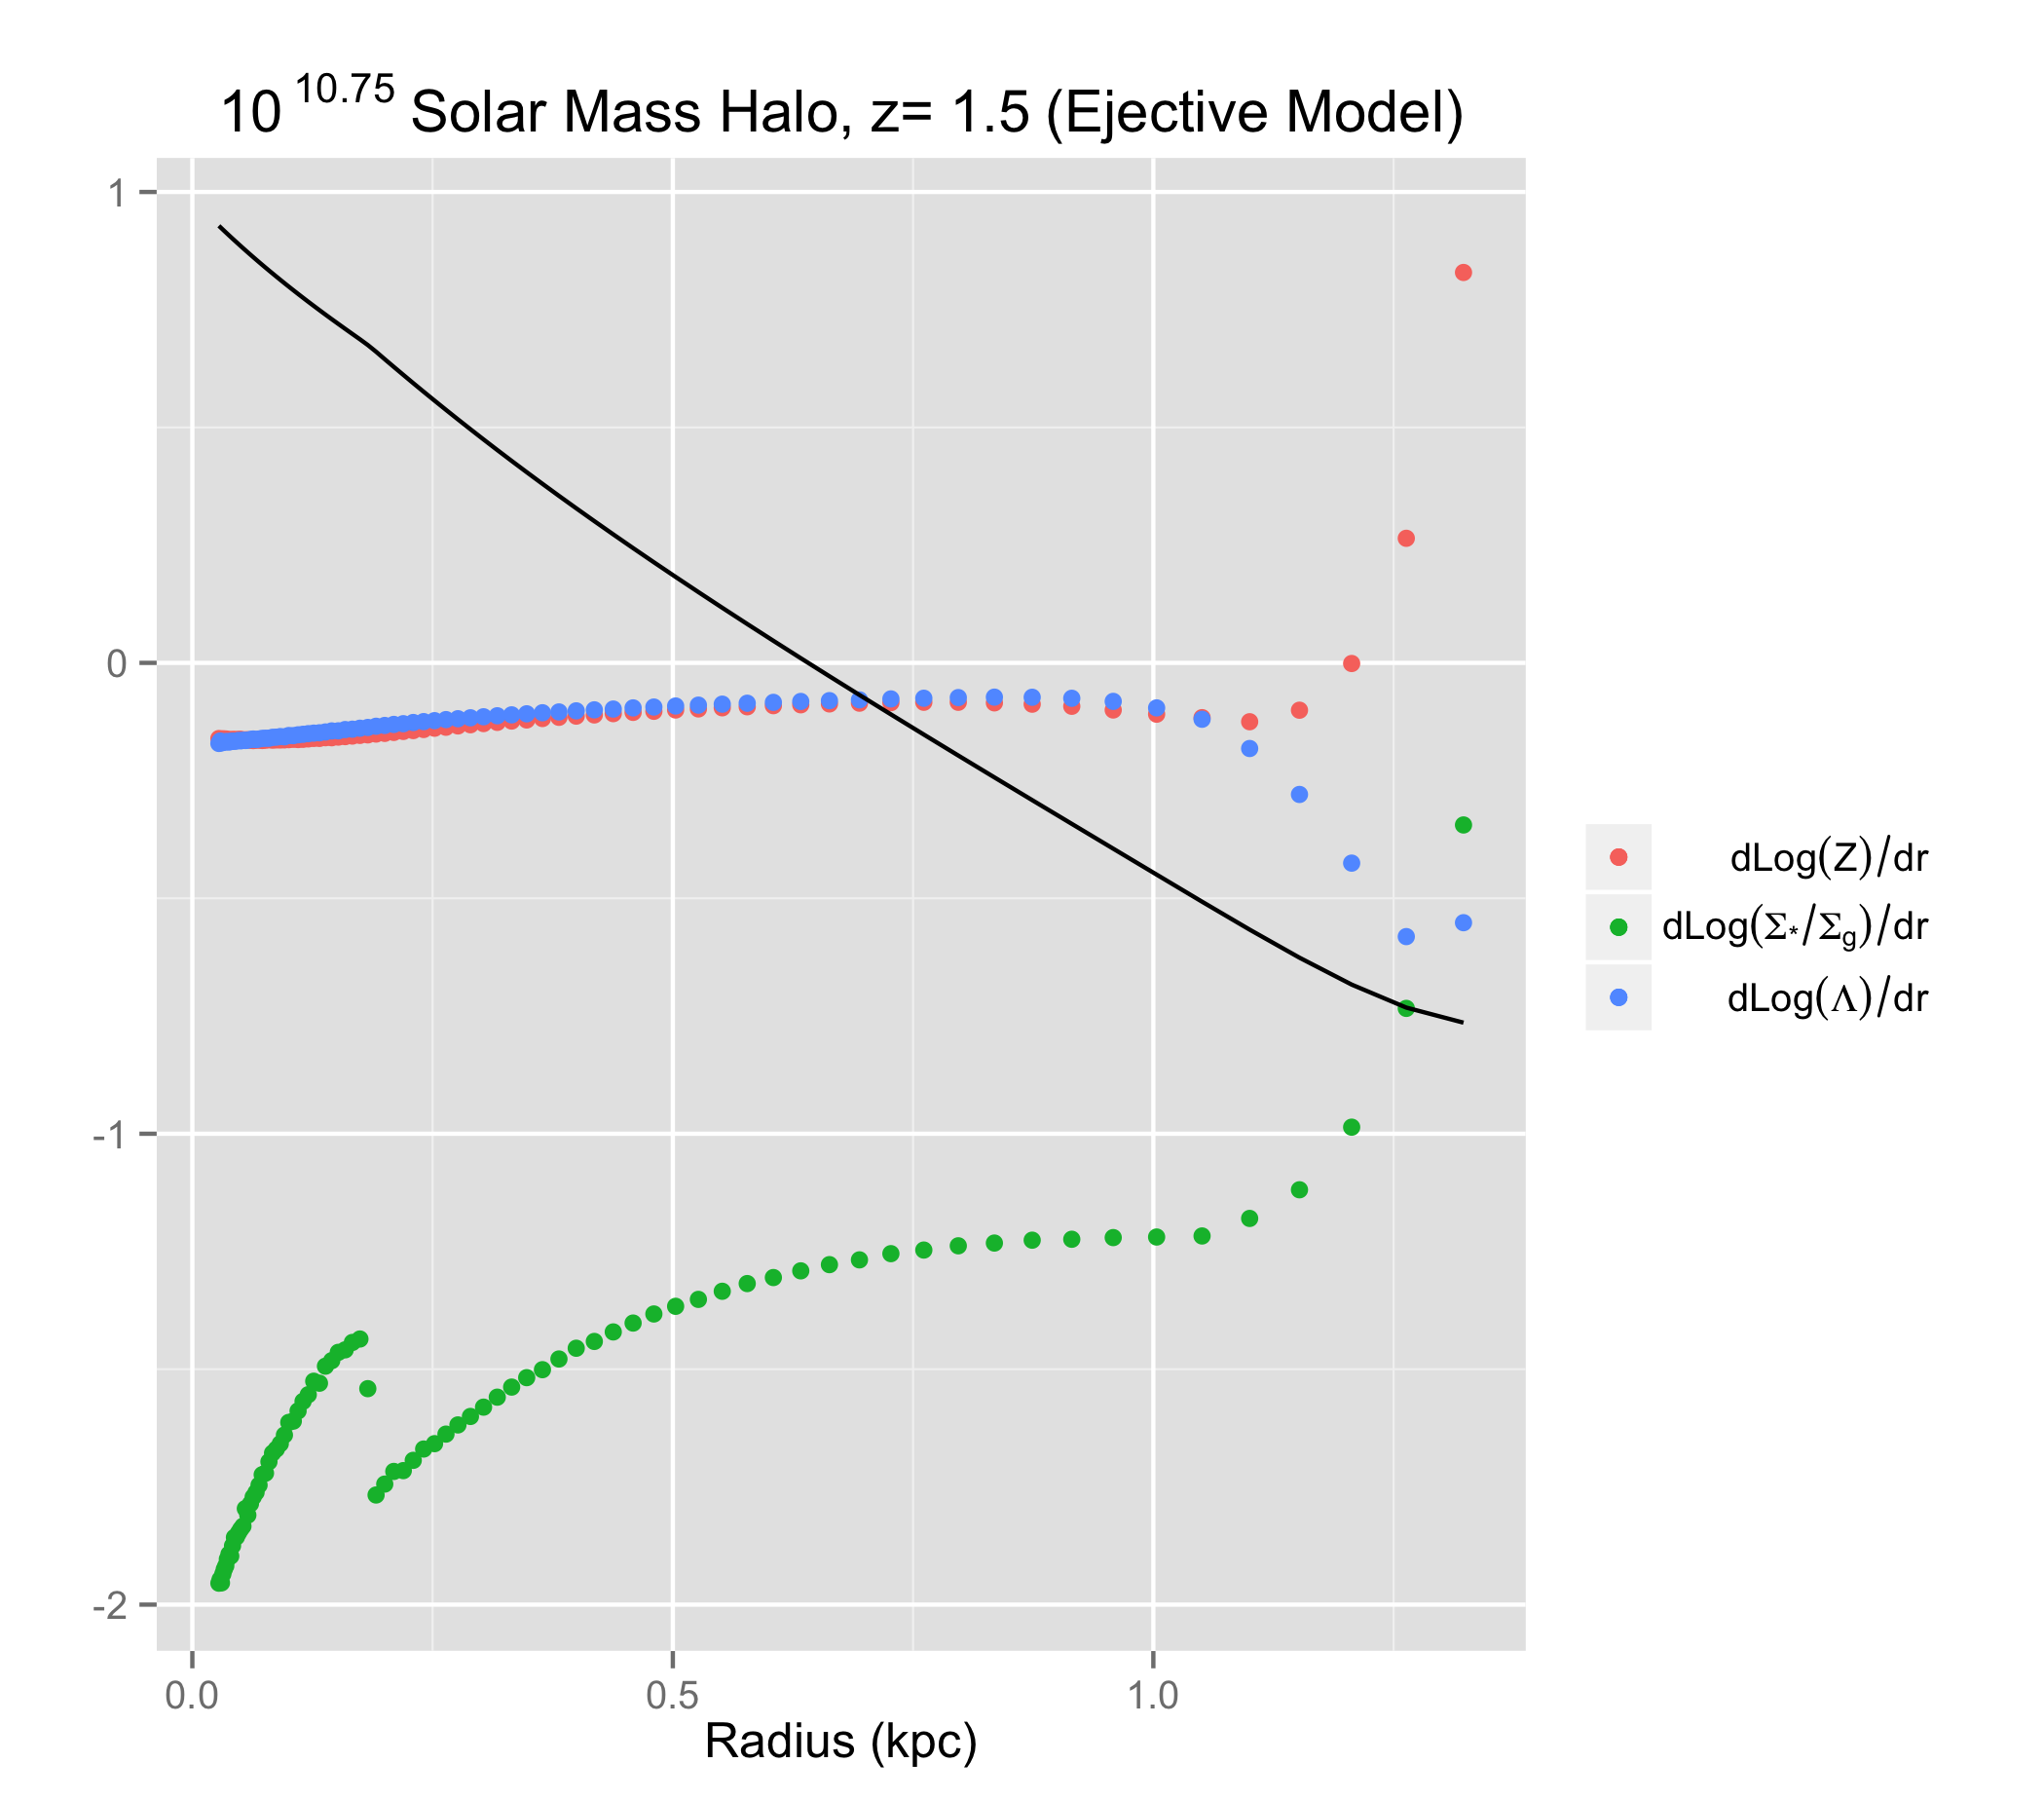 10^10.75 Solar Mass Halo, z= 1.5 (Ejective Model)
1
0
-1
-2
0.0 0.5 1.0
Radius (kpc)
dLog(Z)/dr
dLog(Σ*/Σg)/dr
dLog(Λ)/dr